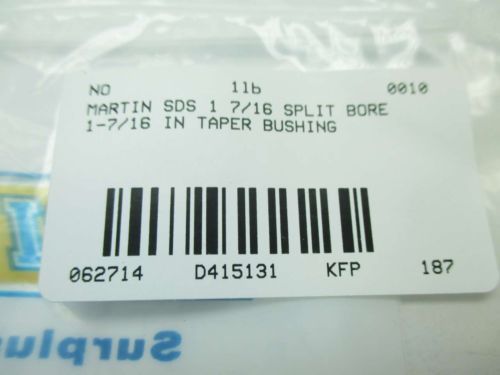 NO 1lb 0010
MARTIN SDS 1 7/16 SPLIT BORE
1-7/16 IN TAPER BUSHING
062714 D415131 KFP 187
Surplus